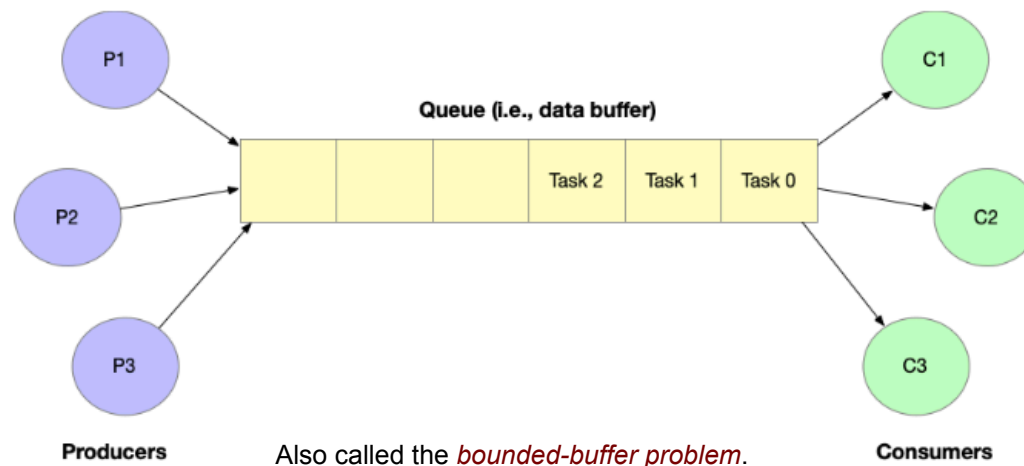 P1
C1
Queue (i.e., data buffer)
Task 2
Task 1
Task 0
P2
C2
P3
C3
Producers
Also called the bounded-buffer problem.
Consumers